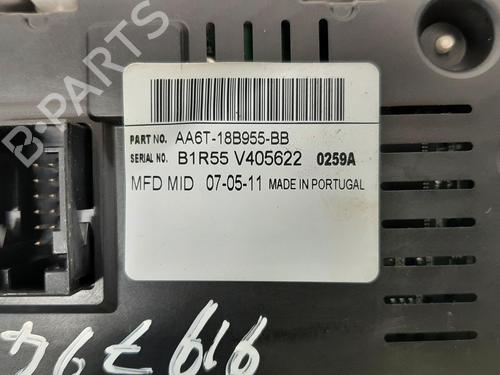 B-PARTS
PART NO. AA6T-18B955-BB
SERIAL NO. B1R55 V405622 0259A
MFD MID 07-05-11 MADE IN PORTUGAL